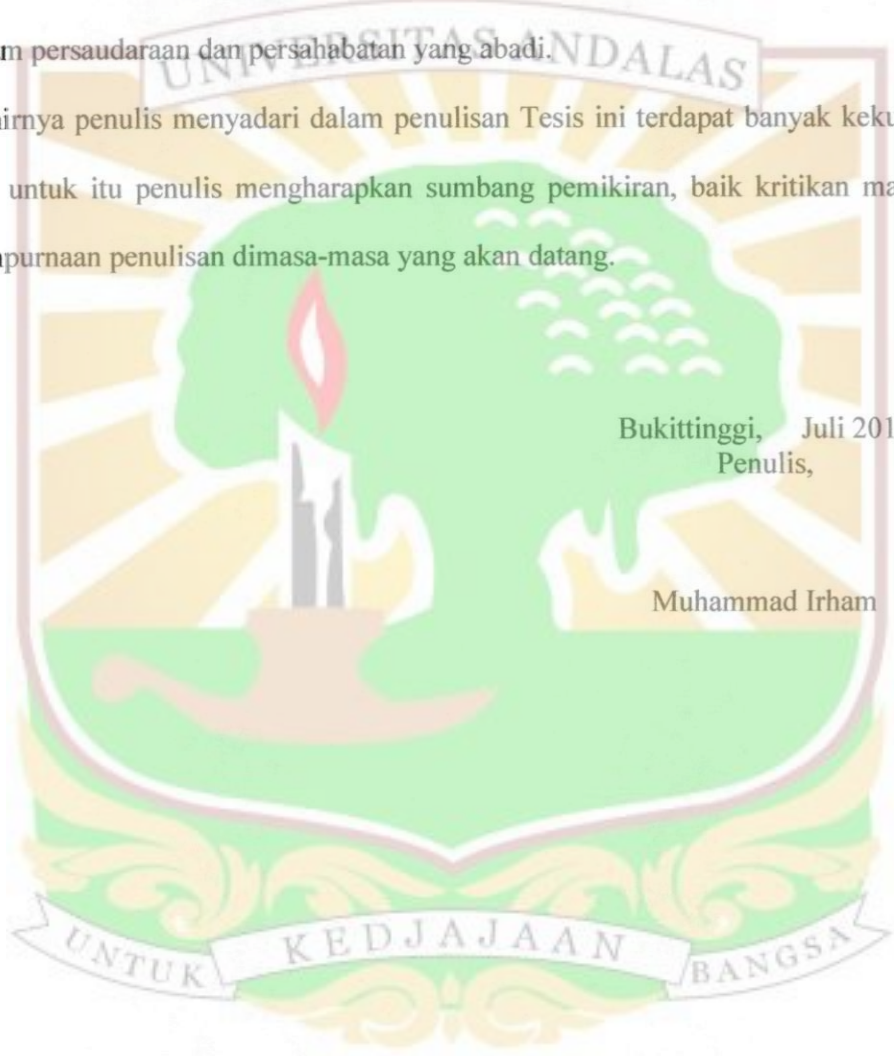 m persaudaraan dan persahabatan yang abadi.
UNIVERSITAS ANDALAS
irnya penulis menyadari dalam penulisan Tesis ini terdapat banyak keku
untuk itu penulis mengharapkan sumbang pemikiran, baik kritikan ma
purnaan penulisan dimasa-masa yang akan datang.
Bukittinggi, Juli 201
Penulis,
Muhammad Irham
UNTUK KEDJAJAAN BANGSA